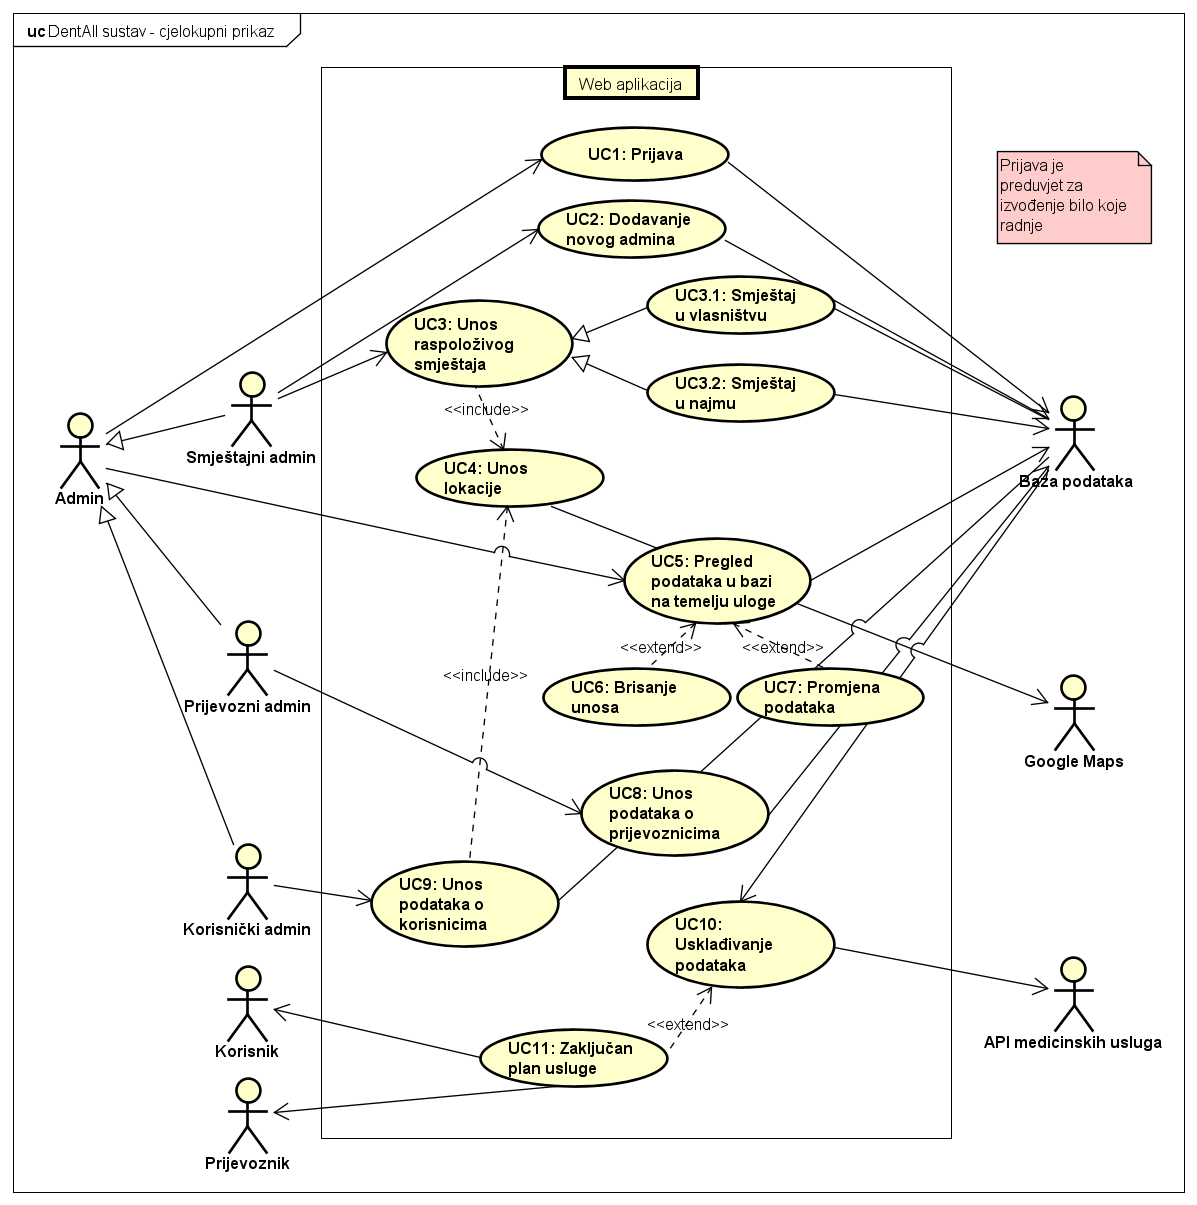 uc DentAll sustav - cjelokupni prikaz
Web aplikacija
UC1: Prijava
Prijava je
preduvjet za
izvođenje bilo koje
radnje
UC2: Dodavanje
novog admina
UC3.1: Smještaj
u vlasništvu
UC3: Unos
raspoloživog
smještaja
UC3.2: Smještaj
u najmu
<<include>>
Smještajni admin
Admin
Baza podataka
UC4: Unos
lokacije
UC5: Pregled
podataka u bazi
na temelju uloge
<<extend>>
<<extend>>
<<include>>
UC6: Brisanje
unosa
UC7: Promjena
podataka
Prijevozni admin
Google Maps
UC8: Unos
podataka o
prijevoznicima
UC9: Unos
podataka o
korisnicima
Korisnički admin
UC10:
Usklađivanje
podataka
<<extend>>
API medicinskih usluga
Korisnik
UC11: Zaključan
plan usluge
Prijevoznik